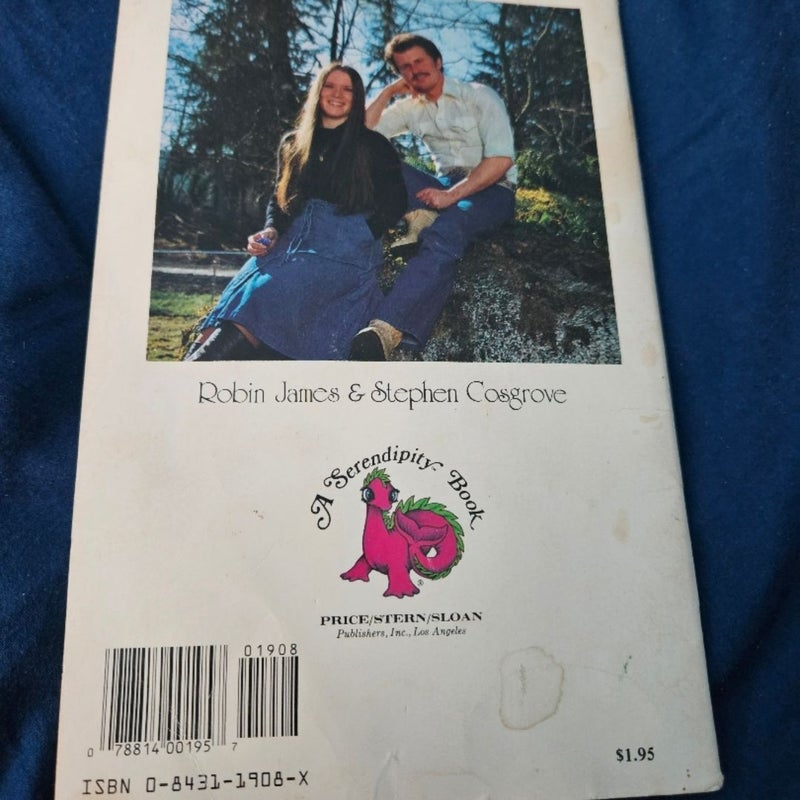 Robin James & Stephen Cosgrove
A Serendipity Book
®
PRICE/STERN/SLOAN
Publishers, Inc., Los Angeles
01908
0 78814 00195 7
$1.95
ISBN 0-8431-1908-X